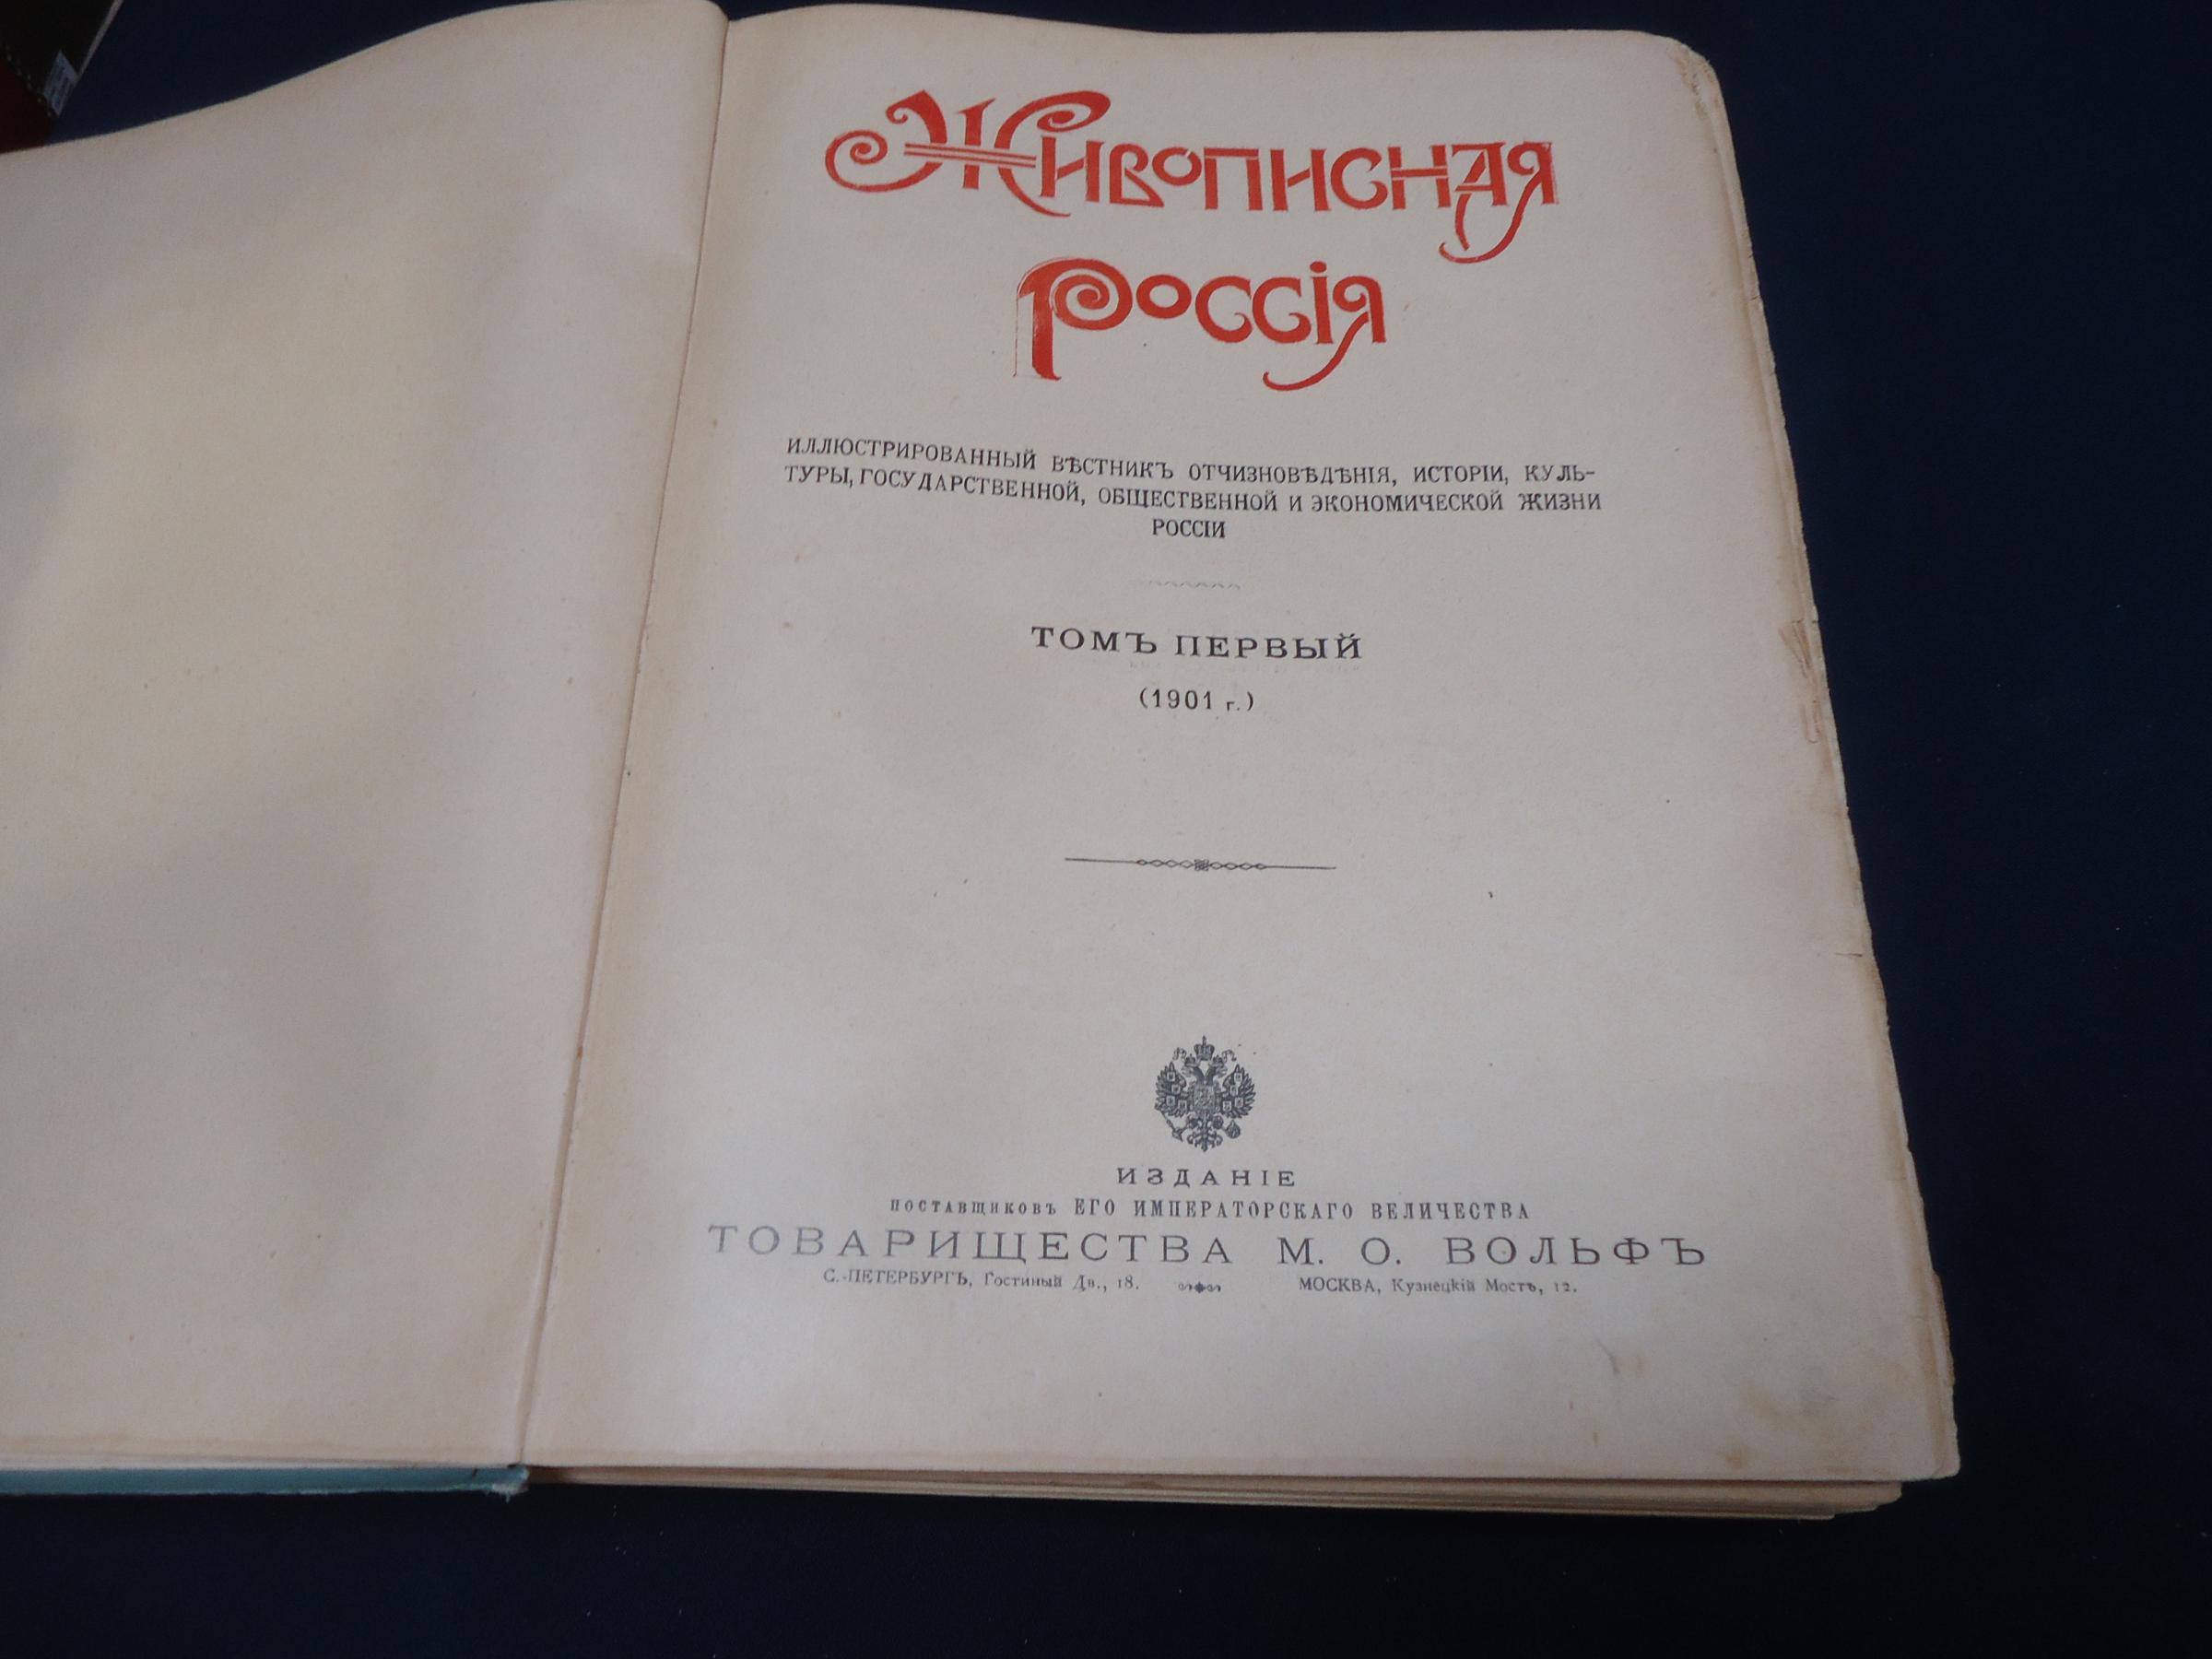 Живописная
Россія
ИЛЛЮСТРИРОВАННЫЙ ВѢСТНИКЪ ОТЧИЗНОВѢДѢНІЯ, ИСТОРІИ, КУЛЬ-
ТУРЫ, ГОСУДАРСТВЕННОЙ, ОБЩЕСТВЕННОЙ И ЭКОНОМИЧЕСКОЙ ЖИЗНИ
РОССІИ
ТОМЪ ПЕРВЫЙ
(1901 г.)
ИЗДАНІЕ
ПОСТАВЩИКОВЪ ЕГО ИМПЕРАТОРСКАГО ВЕЛИЧЕСТВА
ТОВАРИЩЕСТВА М. О. ВОЛЬФЪ
С.-ПЕТЕРБУРГЪ, Гостиный Дв., 18. МОСКВА, Кузнецкій Мостъ, 12.